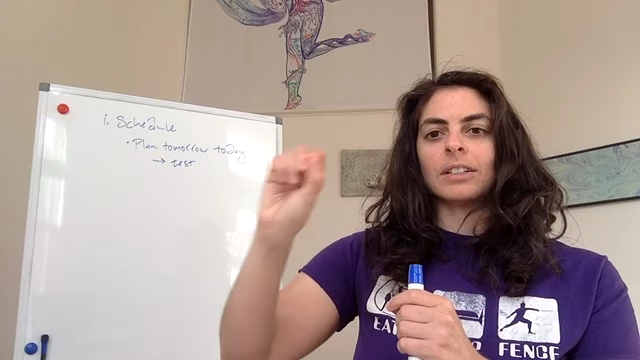 1. Schedule
• Plan tomorrow today
→ test
EAT
FENCE